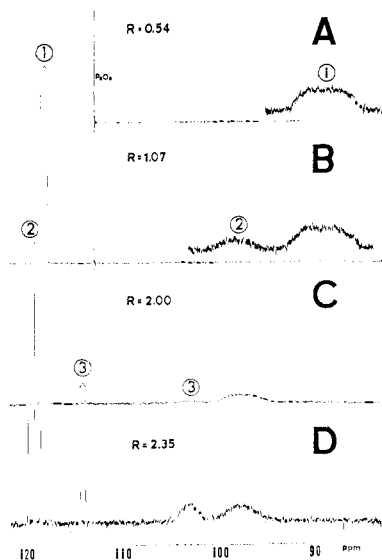 R=0.54
A
①
P₄O₆
①
R=1.07
B
②
②
R=2.00
C
③
③
R=2.35
D
120 110 100 90 ppm